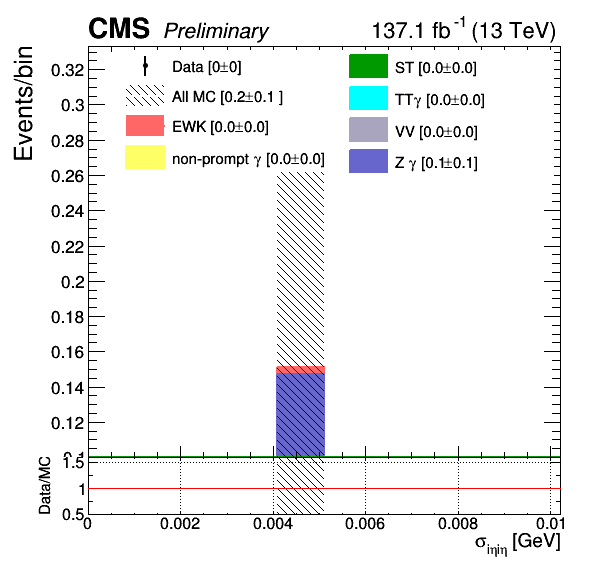 CMS Preliminary 137.1 fb⁻¹ (13 TeV)
Events/bin
Data [0±0]
All MC [0.2±0.1 ]
EWK [0.0±0.0]
non-prompt γ [0.0±0.0]
ST [0.0±0.0]
TTγ [0.0±0.0]
VV [0.0±0.0]
Z γ [0.1±0.1]
0.32
0.3
0.28
0.26
0.24
0.22
0.2
0.18
0.16
0.14
0.12
Data/MC
1.5
1
0.5
0 0.002 0.004 0.006 0.008 0.01
σiηiη [GeV]